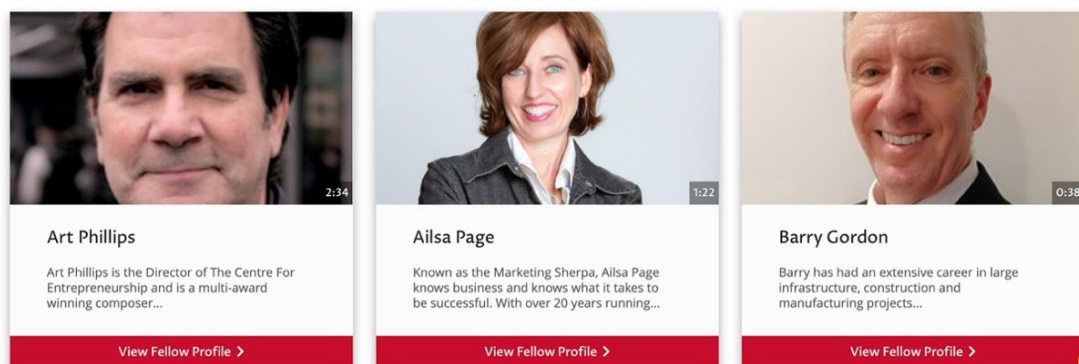 2:34
1:22
0:38
Art Phillips
Art Phillips is the Director of The Centre For
Entrepreneurship and is a multi-award
winning composer...
View Fellow Profile
Ailsa Page
Known as the Marketing Sherpa, Ailsa Page
knows business and knows what it takes to
be successful. With over 20 years running...
View Fellow Profile
Barry Gordon
Barry has had an extensive career in large
infrastructure, construction and
manufacturing projects...
View Fellow Profile